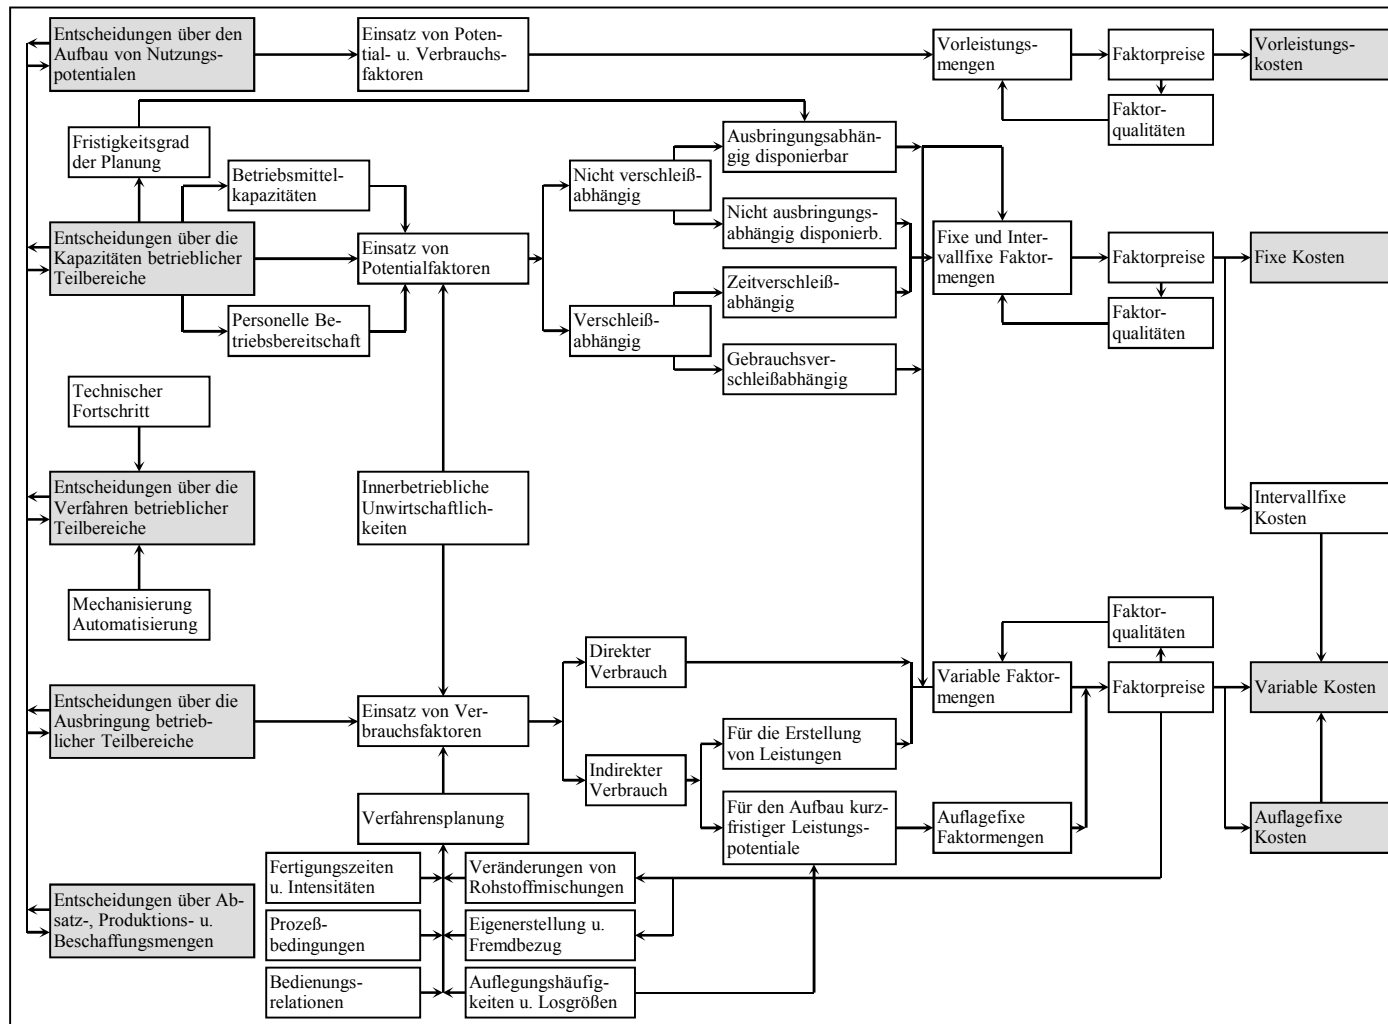 Entscheidungen über den
Aufbau von Nutzungs-
potentialen
Einsatz von Poten-
tial- u. Verbrauchs-
faktoren
Vorleistungs-
mengen
Faktorpreise
Vorleistungs-
kosten
Faktor-
qualitäten
Fristigkeitsgrad
der Planung
Ausbringungsabhän-
gig disponierbar
Betriebsmittel-
kapazitäten
Nicht verschleiß-
abhängig
Nicht ausbringungs-
abhängig disponierb.
Entscheidungen über die
Kapazitäten betrieblicher
Teilbereiche
Einsatz von
Potentialfaktoren
Fixe und Inter-
vallfixe Faktor-
mengen
Faktorpreise
Fixe Kosten
Zeitverschleiß-
abhängig
Faktor-
qualitäten
Personelle Be-
triebsbereitschaft
Verschleiß-
abhängig
Gebrauchsver-
schleißabhängig
Technischer
Fortschritt
Entscheidungen über die
Verfahren betrieblicher
Teilbereiche
Innerbetriebliche
Unwirtschaftlich-
keiten
Intervallfixe
Kosten
Mechanisierung
Automatisierung
Faktor-
qualitäten
Direkter
Verbrauch
Entscheidungen über die
Ausbringung betrieb-
licher Teilbereiche
Einsatz von Ver-
brauchsfaktoren
Variable Faktor-
mengen
Faktorpreise
Variable Kosten
Für die Erstellung
von Leistungen
Indirekter
Verbrauch
Verfahrensplanung
Für den Aufbau kurz-
fristiger Leistungs-
potentiale
Auflagefixe
Faktormengen
Auflagefixe
Kosten
Fertigungszeiten
u. Intensitäten
Veränderungen von
Rohstoffmischungen
Entscheidungen über Ab-
satz-, Produktions- u.
Beschaffungsmengen
Prozeß-
bedingungen
Eigenerstellung u.
Fremdbezug
Bedienungs-
relationen
Auflegungshäufig-
keiten u. Losgrößen